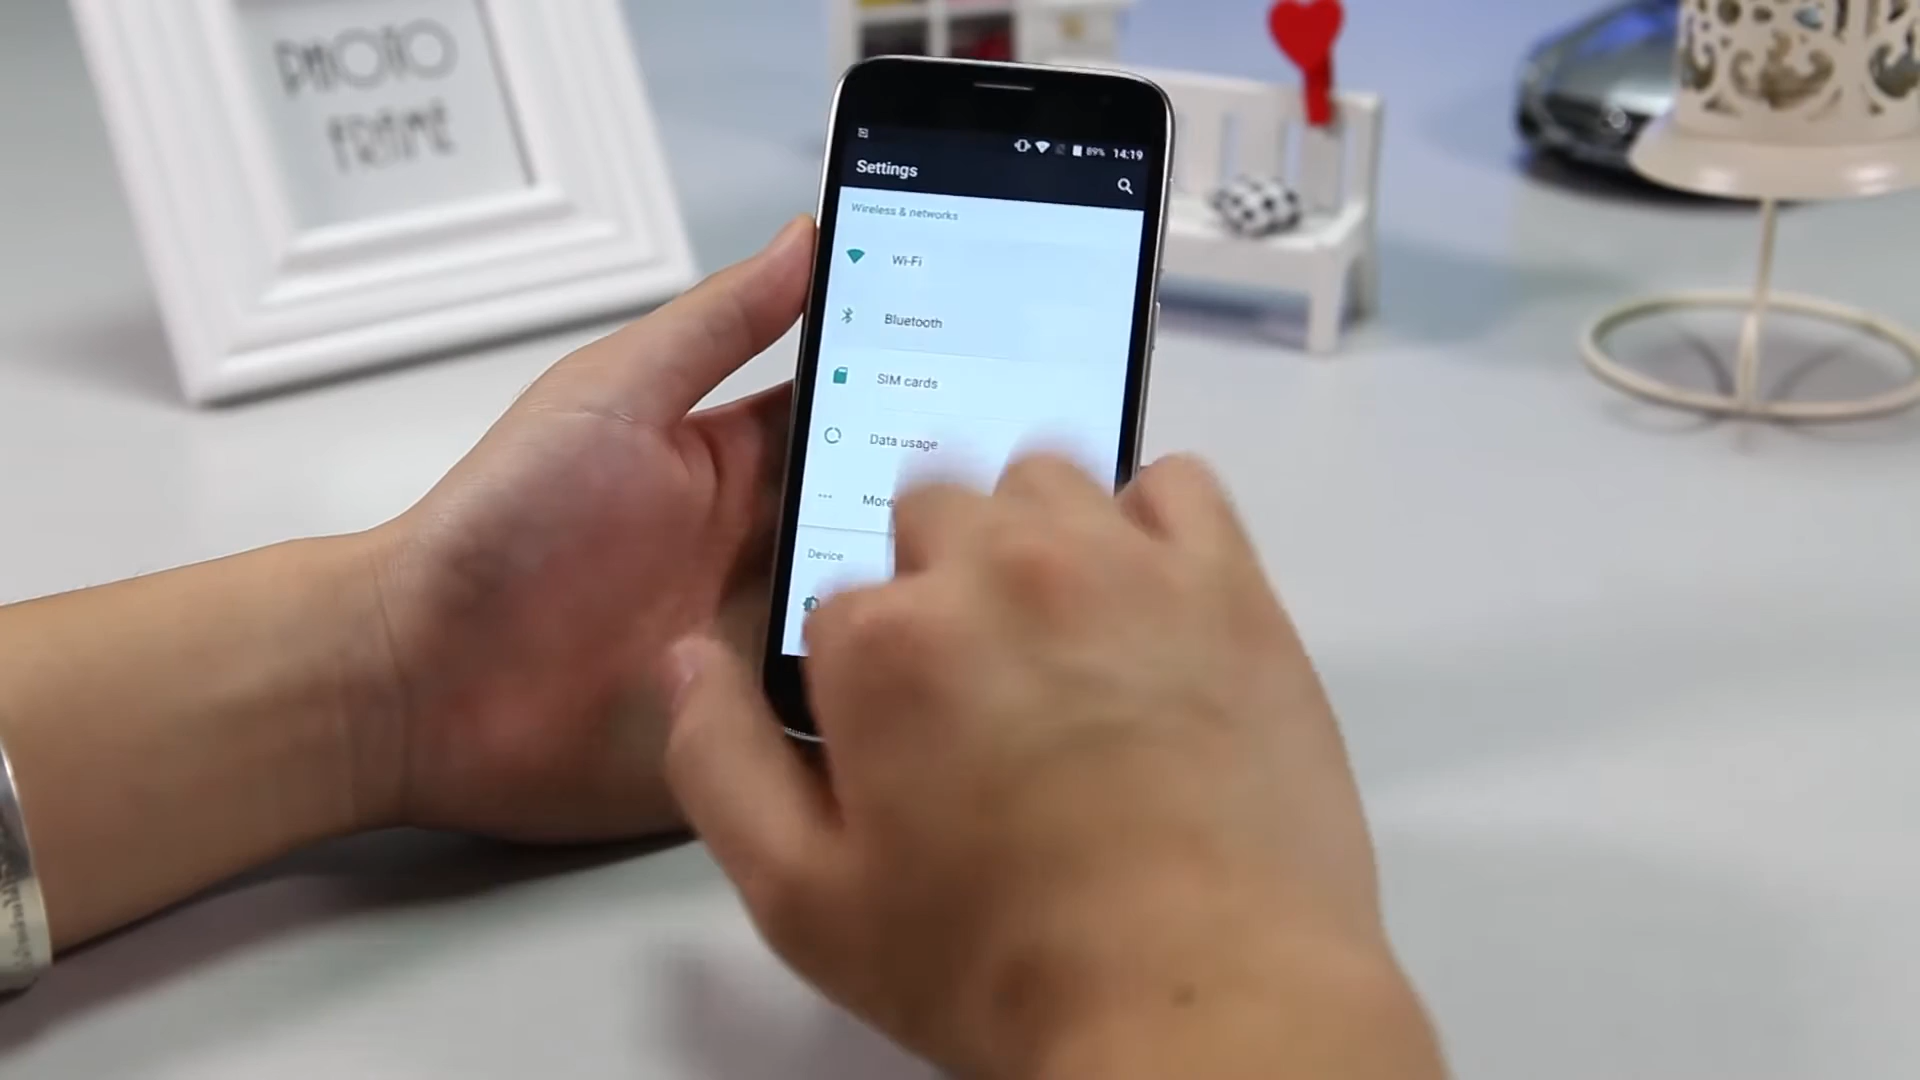 PHOTO
FRAME
89% 14:19
Settings
Wireless & networks
Wi-Fi
Bluetooth
SIM cards
Data usage
More
Device